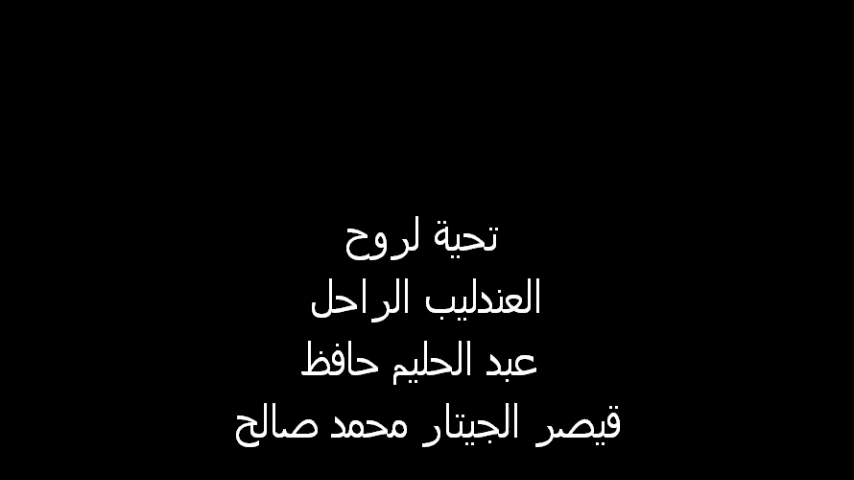 تحية لروح
العندليب الراحل
عبد الحليم حافظ
قيصر الجيتار محمد صالح